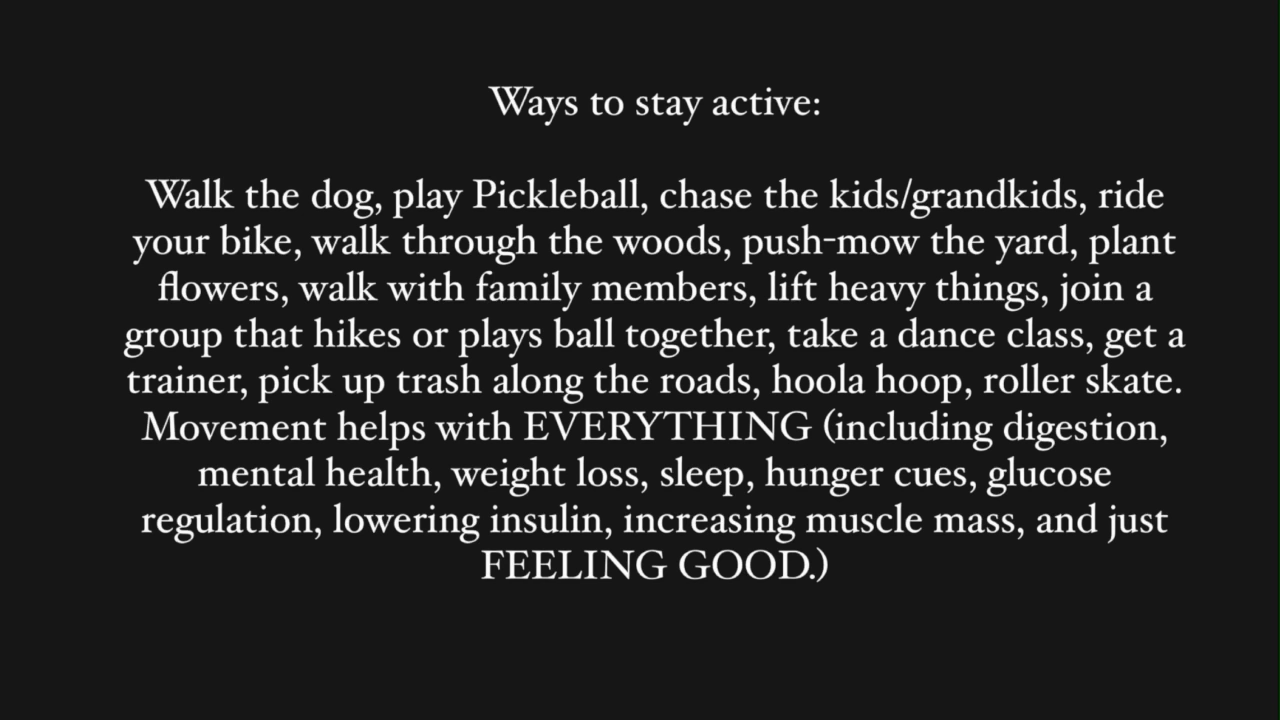 Ways to stay active:
Walk the dog, play Pickleball, chase the kids/grandkids, ride
your bike, walk through the woods, push-mow the yard, plant
flowers, walk with family members, lift heavy things, join a
group that hikes or plays ball together, take a dance class, get a
trainer, pick up trash along the roads, hoola hoop, roller skate.
Movement helps with EVERYTHING (including digestion,
mental health, weight loss, sleep, hunger cues, glucose
regulation, lowering insulin, increasing muscle mass, and just
FEELING GOOD.)